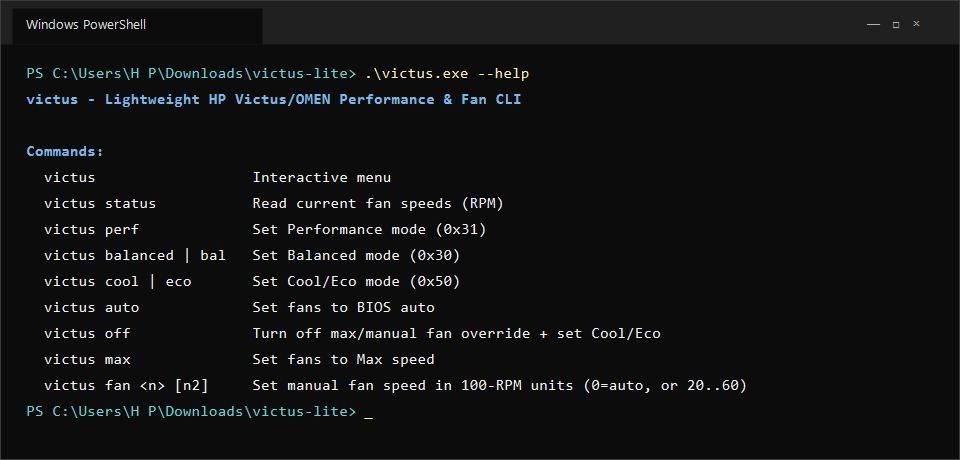 Windows PowerShell
PS C:\Users\H P\Downloads\victus-lite> .\victus.exe --help
victus - Lightweight HP Victus/OMEN Performance & Fan CLI
Commands:
victus Interactive menu
victus status Read current fan speeds (RPM)
victus perf Set Performance mode (0x31)
victus balanced | bal Set Balanced mode (0x30)
victus cool | eco Set Cool/Eco mode (0x50)
victus auto Set fans to BIOS auto
victus off Turn off max/manual fan override + set Cool/Eco
victus max Set fans to Max speed
victus fan <n> [n2] Set manual fan speed in 100-RPM units (0=auto, or 20..60)
PS C:\Users\H P\Downloads\victus-lite> _